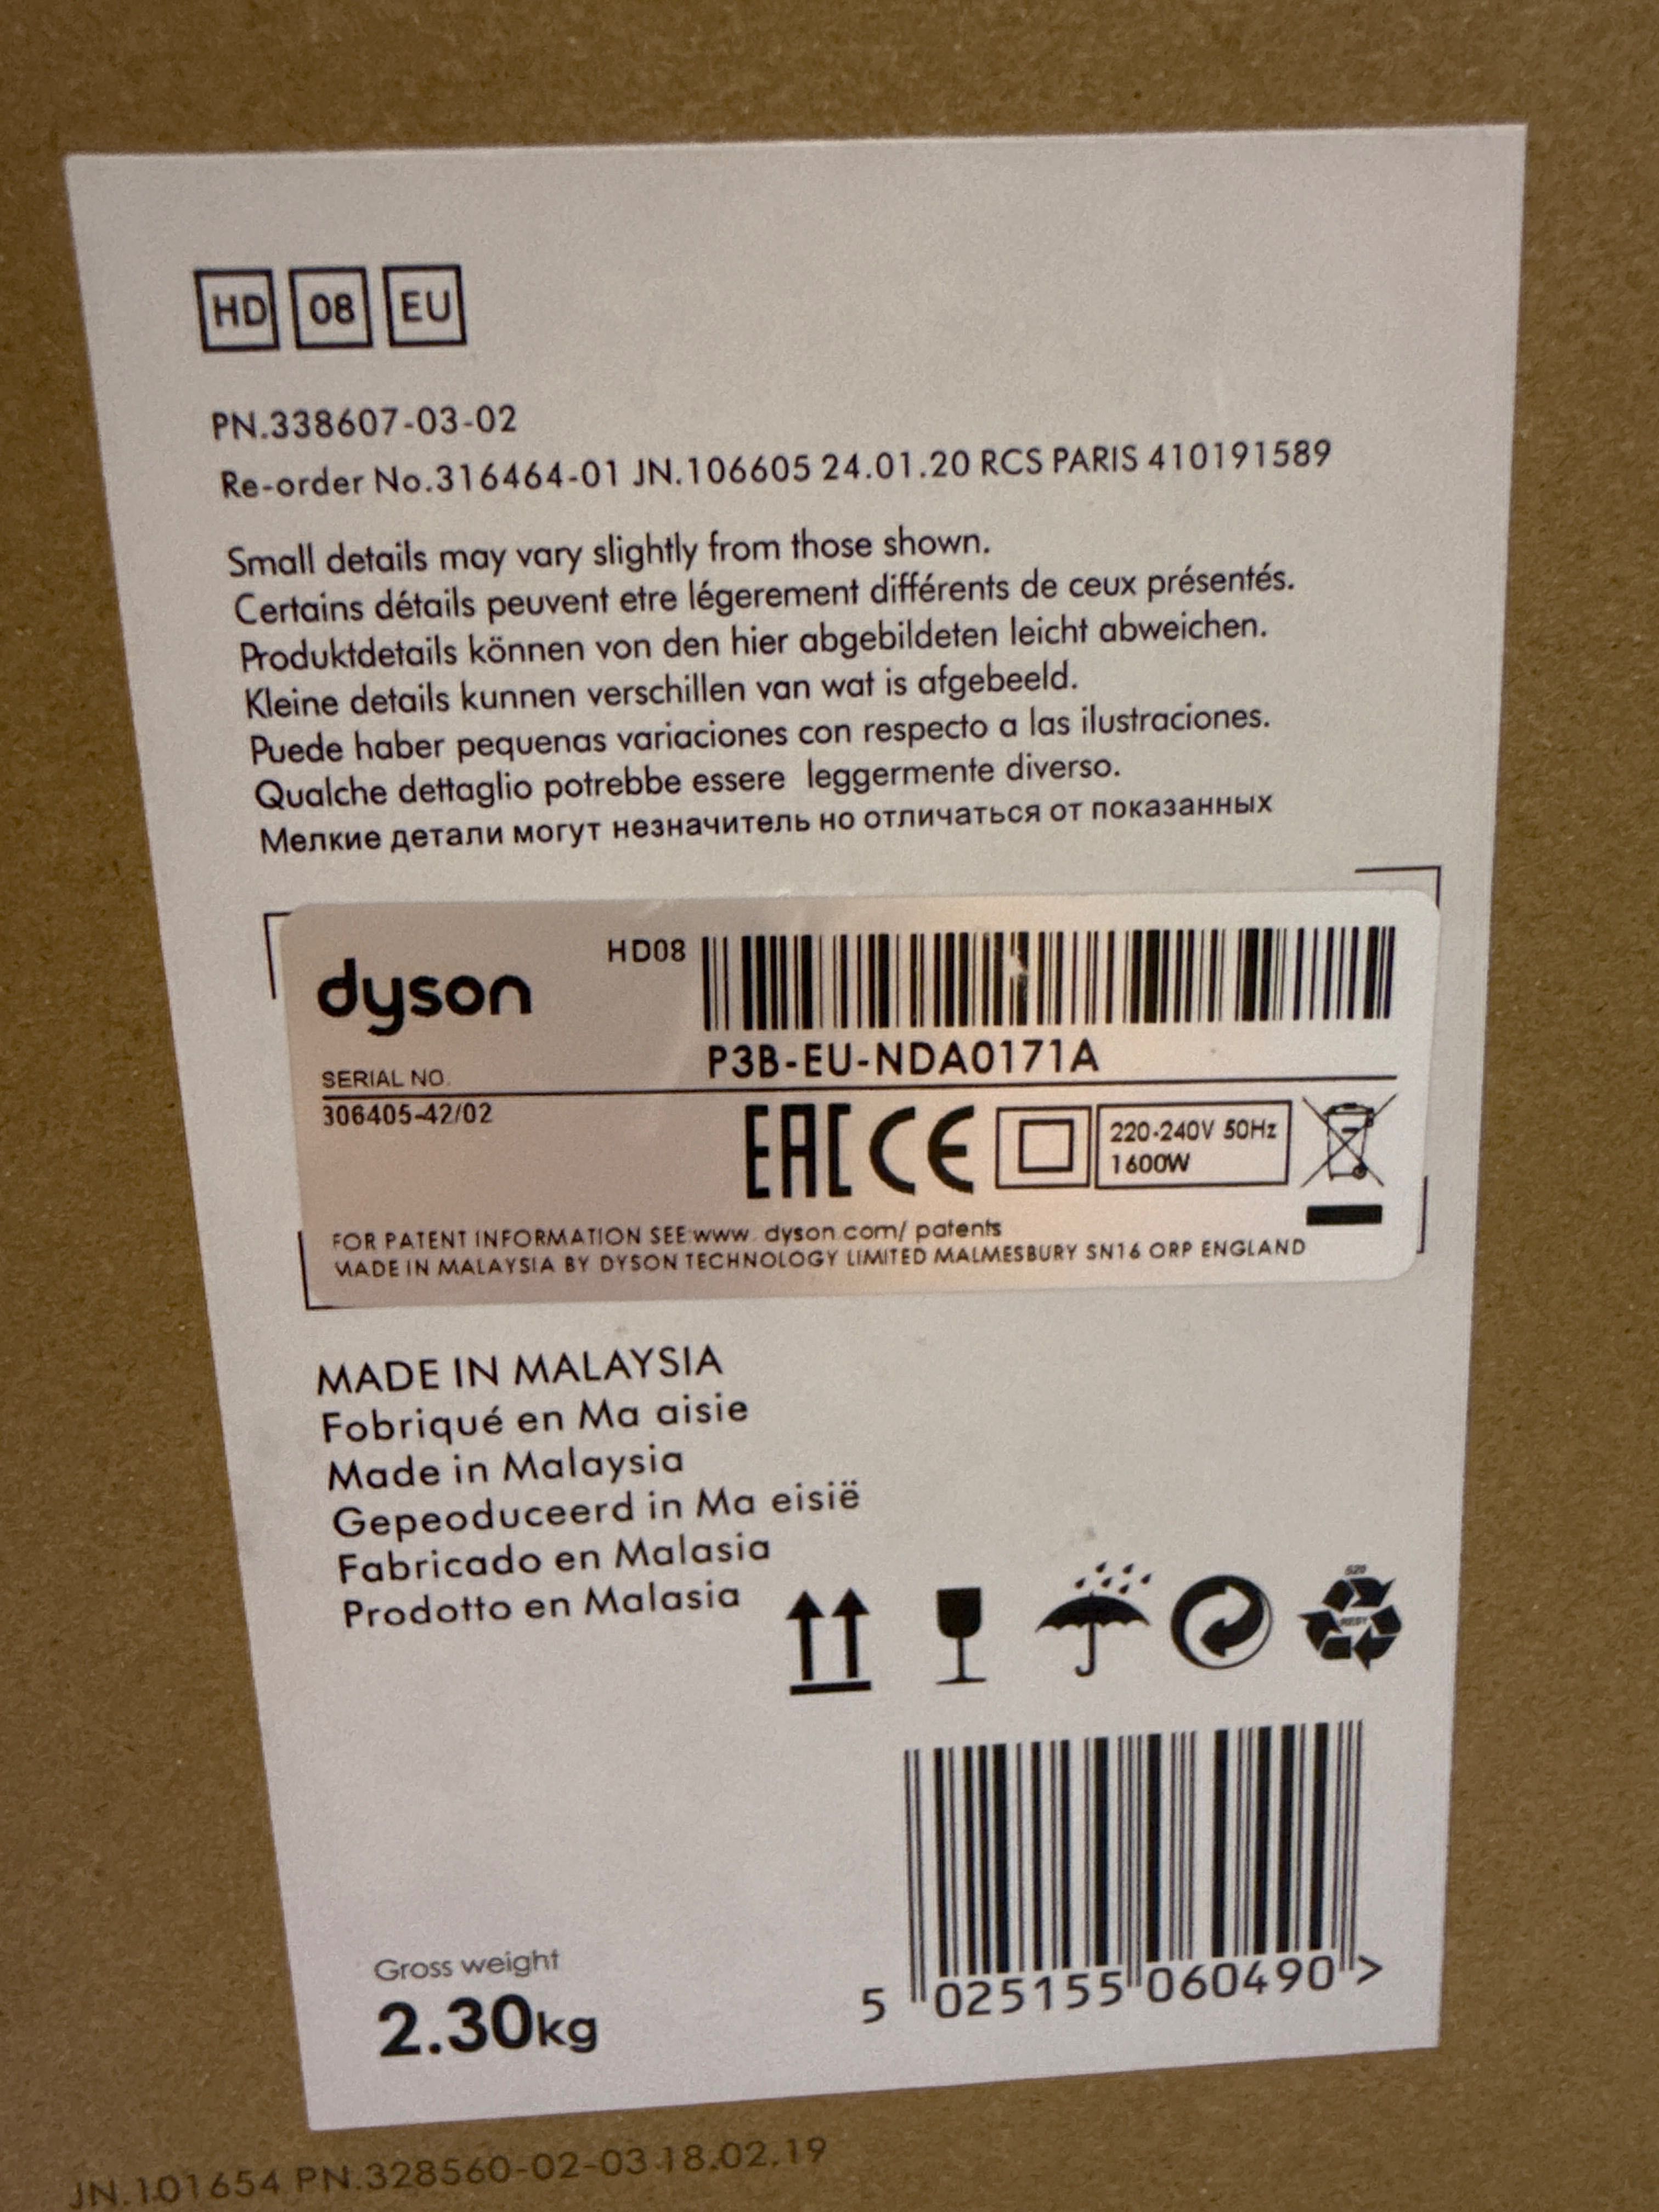 HD 08 EU
PN.338607-03-02
Re-order No.316464-01 JN.106605 24.01.20 RCS PARIS 410191589
Small details may vary slightly from those shown.
Certains détails peuvent etre légerement différents de ceux présentés.
Produktdetails können von den hier abgebildeten leicht abweichen.
Kleine details kunnen verschillen van wat is afgebeeld.
Puede haber pequenas variaciones con respecto a las ilustraciones.
Qualche dettaglio potrebbe essere leggermente diverso.
Мелкие детали могут незначитель но отличаться от показанных
dyson
HD08
P3B-EU-NDA0171A
SERIAL NO.
306405-42/02
EAC CE
220-240V 50Hz
1600W
FOR PATENT INFORMATION SE:www. dyson.com/ patents
MADE IN MALAYSIA BY DYSON TECHNOLOGY LIMITED MALMESBURY SN16 ORP ENGLAND
MADE IN MALAYSIA
Fobriqué en Ma aisie
Made in Malaysia
Gepeoduceerd in Ma eisië
Fabricado en Malasia
Prodotto en Malasia
RESY
Gross weight
2.30kg
5 025155 060490 >
JN.101654 PN.328560-02-03 18.02.19